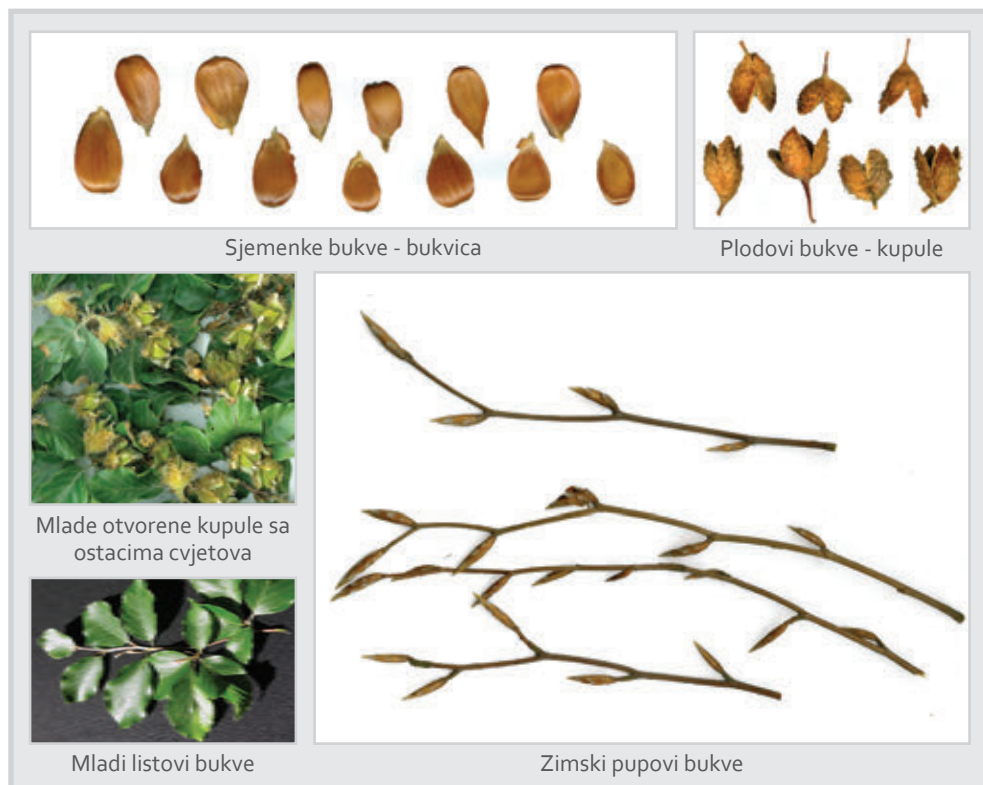 Sjemenke bukve - bukvica
Plodovi bukve - kupule
Mlade otvorene kupule sa
ostacima cvjetova
Mladi listovi bukve
Zimski pupovi bukve